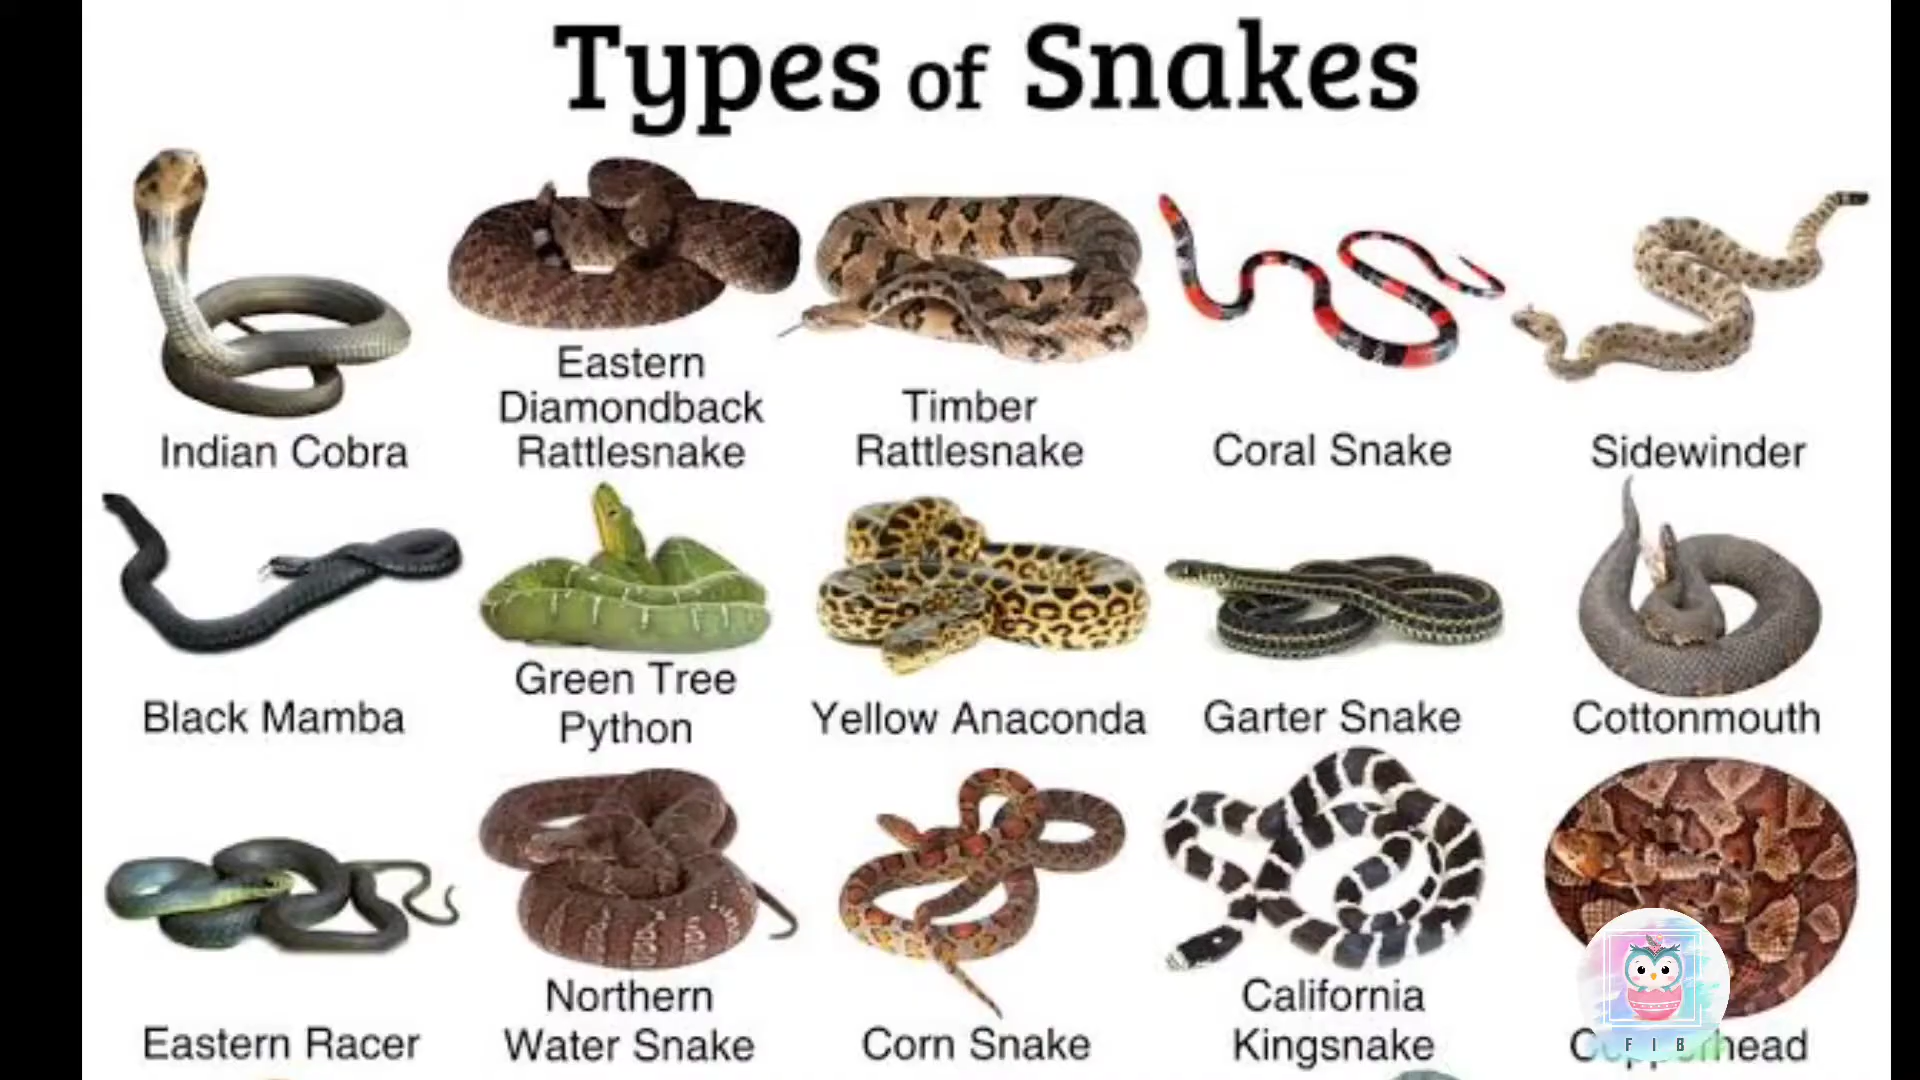 Types of Snakes
Indian Cobra
Eastern
Diamondback
Rattlesnake
Timber
Rattlesnake
Coral Snake
Sidewinder
Black Mamba
Green Tree
Python
Yellow Anaconda
Garter Snake
Cottonmouth
Eastern Racer
Northern
Water Snake
Corn Snake
California
Kingsnake
Copperhead
F I B